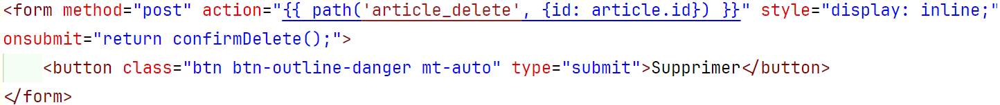 <form method="post" action="{{ path('article_delete', {id: article.id}) }}" style="display: inline;"
onsubmit="return confirmDelete();">
    <button class="btn btn-outline-danger mt-auto" type="submit">Supprimer</button>
</form>